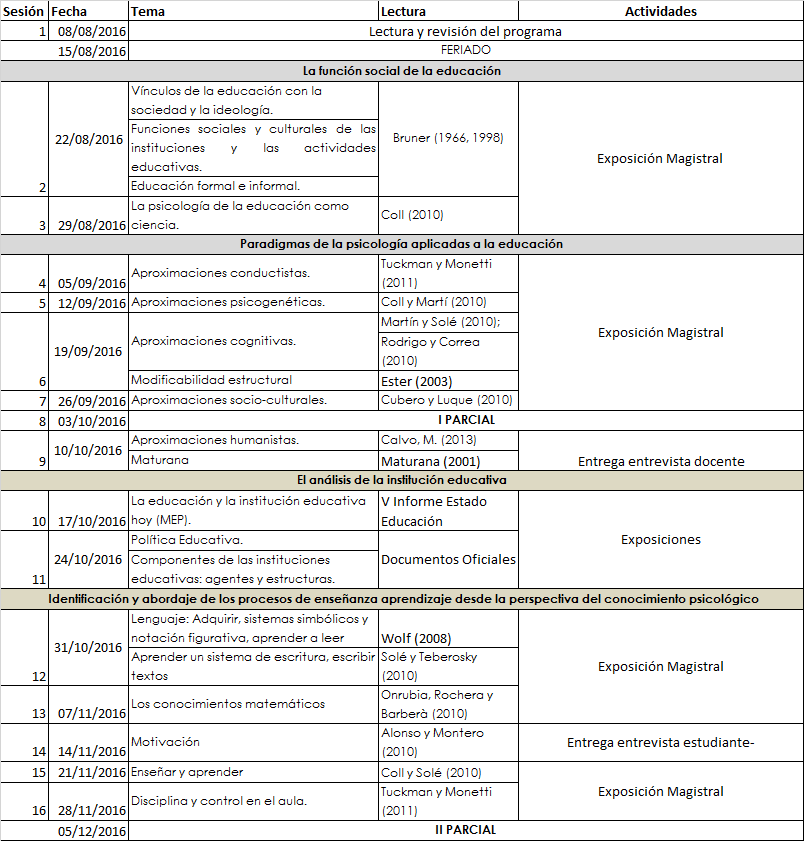 Sesión Fecha Tema Lectura Actividades
1 08/08/2016 Lectura y revisión del programa
15/08/2016 FERIADO
La función social de la educación
2 22/08/2016
Vínculos de la educación con la
sociedad y la ideología.
Funciones sociales y culturales de las
instituciones y las actividades
educativas.
Educación formal e informal.
Bruner (1966, 1998)
Exposición Magistral
3 29/08/2016
La psicología de la educación como
ciencia.
Coll (2010)
Paradigmas de la psicología aplicadas a la educación
4 05/09/2016 Aproximaciones conductistas.
Tuckman y Monetti
(2011)
Exposición Magistral
5 12/09/2016 Aproximaciones psicogenéticas. Coll y Martí (2010)
6 19/09/2016 Aproximaciones cognitivas.
Martín y Solé (2010);
Rodrigo y Correa
(2010)
Modificabilidad estructural Ester (2003)
7 26/09/2016 Aproximaciones socio-culturales. Cubero y Luque (2010)
8 03/10/2016 I PARCIAL
9 10/10/2016
Aproximaciones humanistas. Calvo, M. (2013)
Maturana Maturana (2001)
Entrega entrevista docente
El análisis de la institución educativa
10 17/10/2016
La educación y la institución educativa
hoy (MEP).
V Informe Estado
Educación
Exposiciones
11 24/10/2016
Política Educativa.
Componentes de las instituciones
educativas: agentes y estructuras.
Documentos Oficiales
Identificación y abordaje de los procesos de enseñanza aprendizaje desde la perspectiva del conocimiento psicológico
12 31/10/2016
Lenguaje: Adquirir, sistemas simbólicos y
notación figurativa, aprender a leer
Wolf (2008)
Aprender un sistema de escritura, escribir
textos
Solé y Teberosky
(2010)
Exposición Magistral
13 07/11/2016 Los conocimientos matemáticos
Onrubia, Rochera y
Barberà (2010)
14 14/11/2016 Motivación
Alonso y Montero
(2010)
Entrega entrevista estudiante-
15 21/11/2016 Enseñar y aprender Coll y Solé (2010)
Exposición Magistral
16 28/11/2016 Disciplina y control en el aula.
Tuckman y Monetti
(2011)
05/12/2016 II PARCIAL